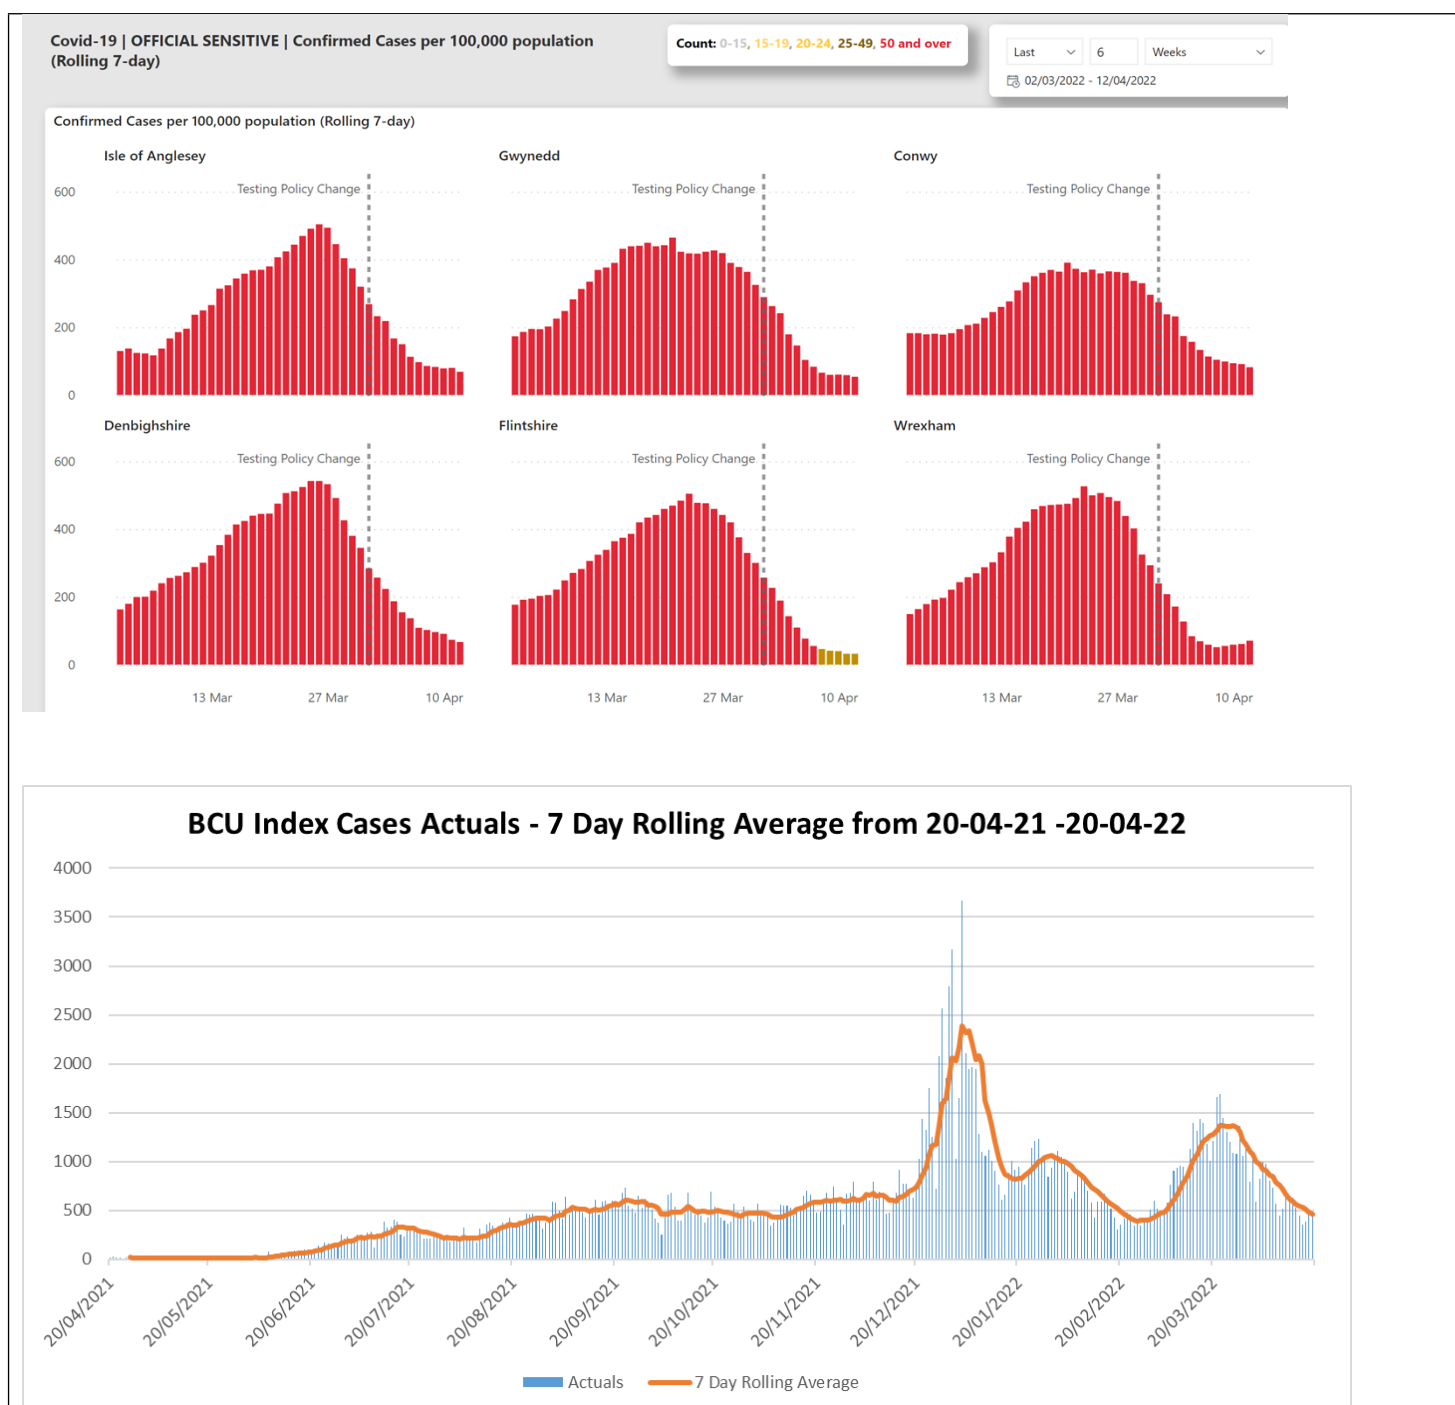 Covid-19 | OFFICIAL SENSITIVE | Confirmed Cases per 100,000 population
(Rolling 7-day)
Count: 0-15, 15-19, 20-24, 25-49, 50 and over
Last 6 Weeks
02/03/2022 - 12/04/2022
Confirmed Cases per 100,000 population (Rolling 7-day)
Isle of Anglesey Gwynedd Conwy
Testing Policy Change Testing Policy Change Testing Policy Change
600
400
200
0
Denbighshire Flintshire Wrexham
Testing Policy Change Testing Policy Change Testing Policy Change
600
400
200
0
13 Mar 27 Mar 10 Apr 13 Mar 27 Mar 10 Apr 13 Mar 27 Mar 10 Apr
BCU Index Cases Actuals - 7 Day Rolling Average from 20-04-21 -20-04-22
4000
3500
3000
2500
2000
1500
1000
500
0
20/04/2021 20/05/2021 20/06/2021 20/07/2021 20/08/2021 20/09/2021 20/10/2021 20/11/2021 20/12/2021 20/01/2022 20/02/2022 20/03/2022
Actuals 7 Day Rolling Average